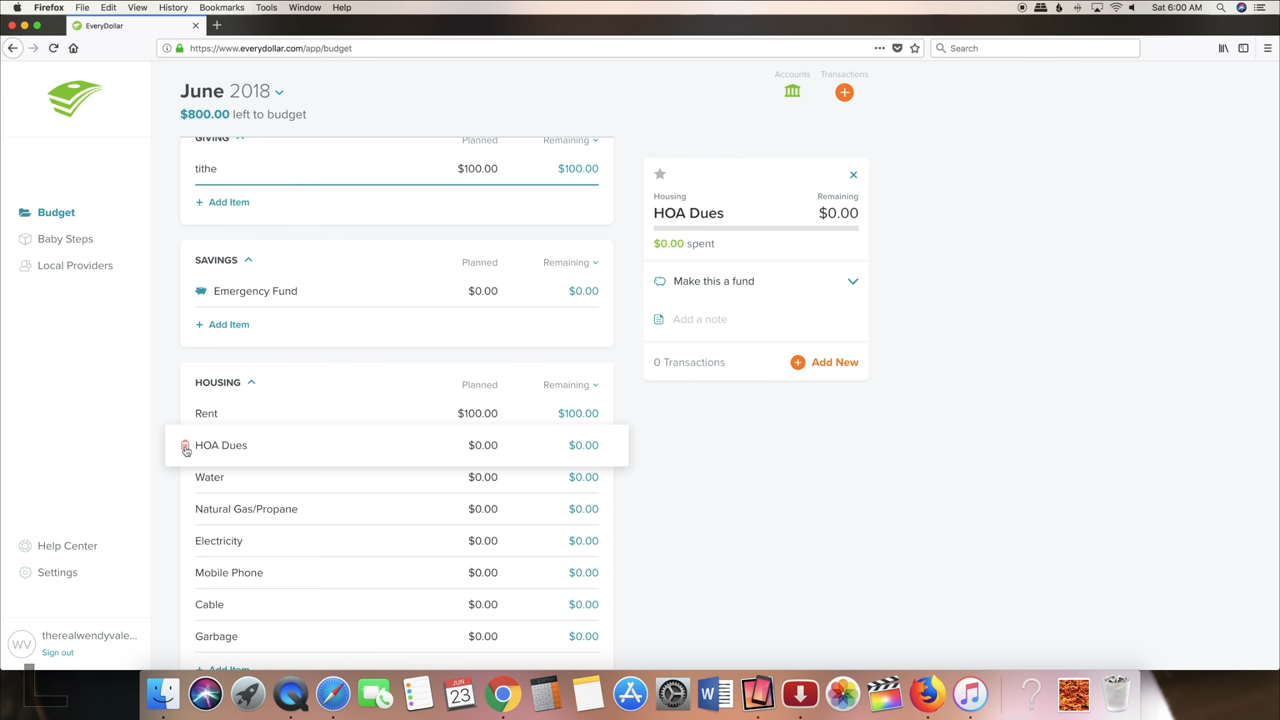 Firefox File Edit View History Bookmarks Tools Window Help Sat 6:00 AM
EveryDollar
https://www.everydollar.com/app/budget
Search
June 2018
$800.00 left to budget
Accounts
Transactions
Budget
Baby Steps
Local Providers
Help Center
Settings
WV
therealwendyvale...
Sign out
GIVING Planned Remaining
tithe $100.00 $100.00
+ Add Item
SAVINGS Planned Remaining
Emergency Fund $0.00 $0.00
+ Add Item
HOUSING Planned Remaining
Rent $100.00 $100.00
HOA Dues $0.00 $0.00
Water $0.00 $0.00
Natural Gas/Propane $0.00 $0.00
Electricity $0.00 $0.00
Mobile Phone $0.00 $0.00
Cable $0.00 $0.00
Garbage $0.00 $0.00
+ Add Item
Housing Remaining
HOA Dues $0.00
$0.00 spent
Make this a fund
Add a note
0 Transactions Add New
JUN
23